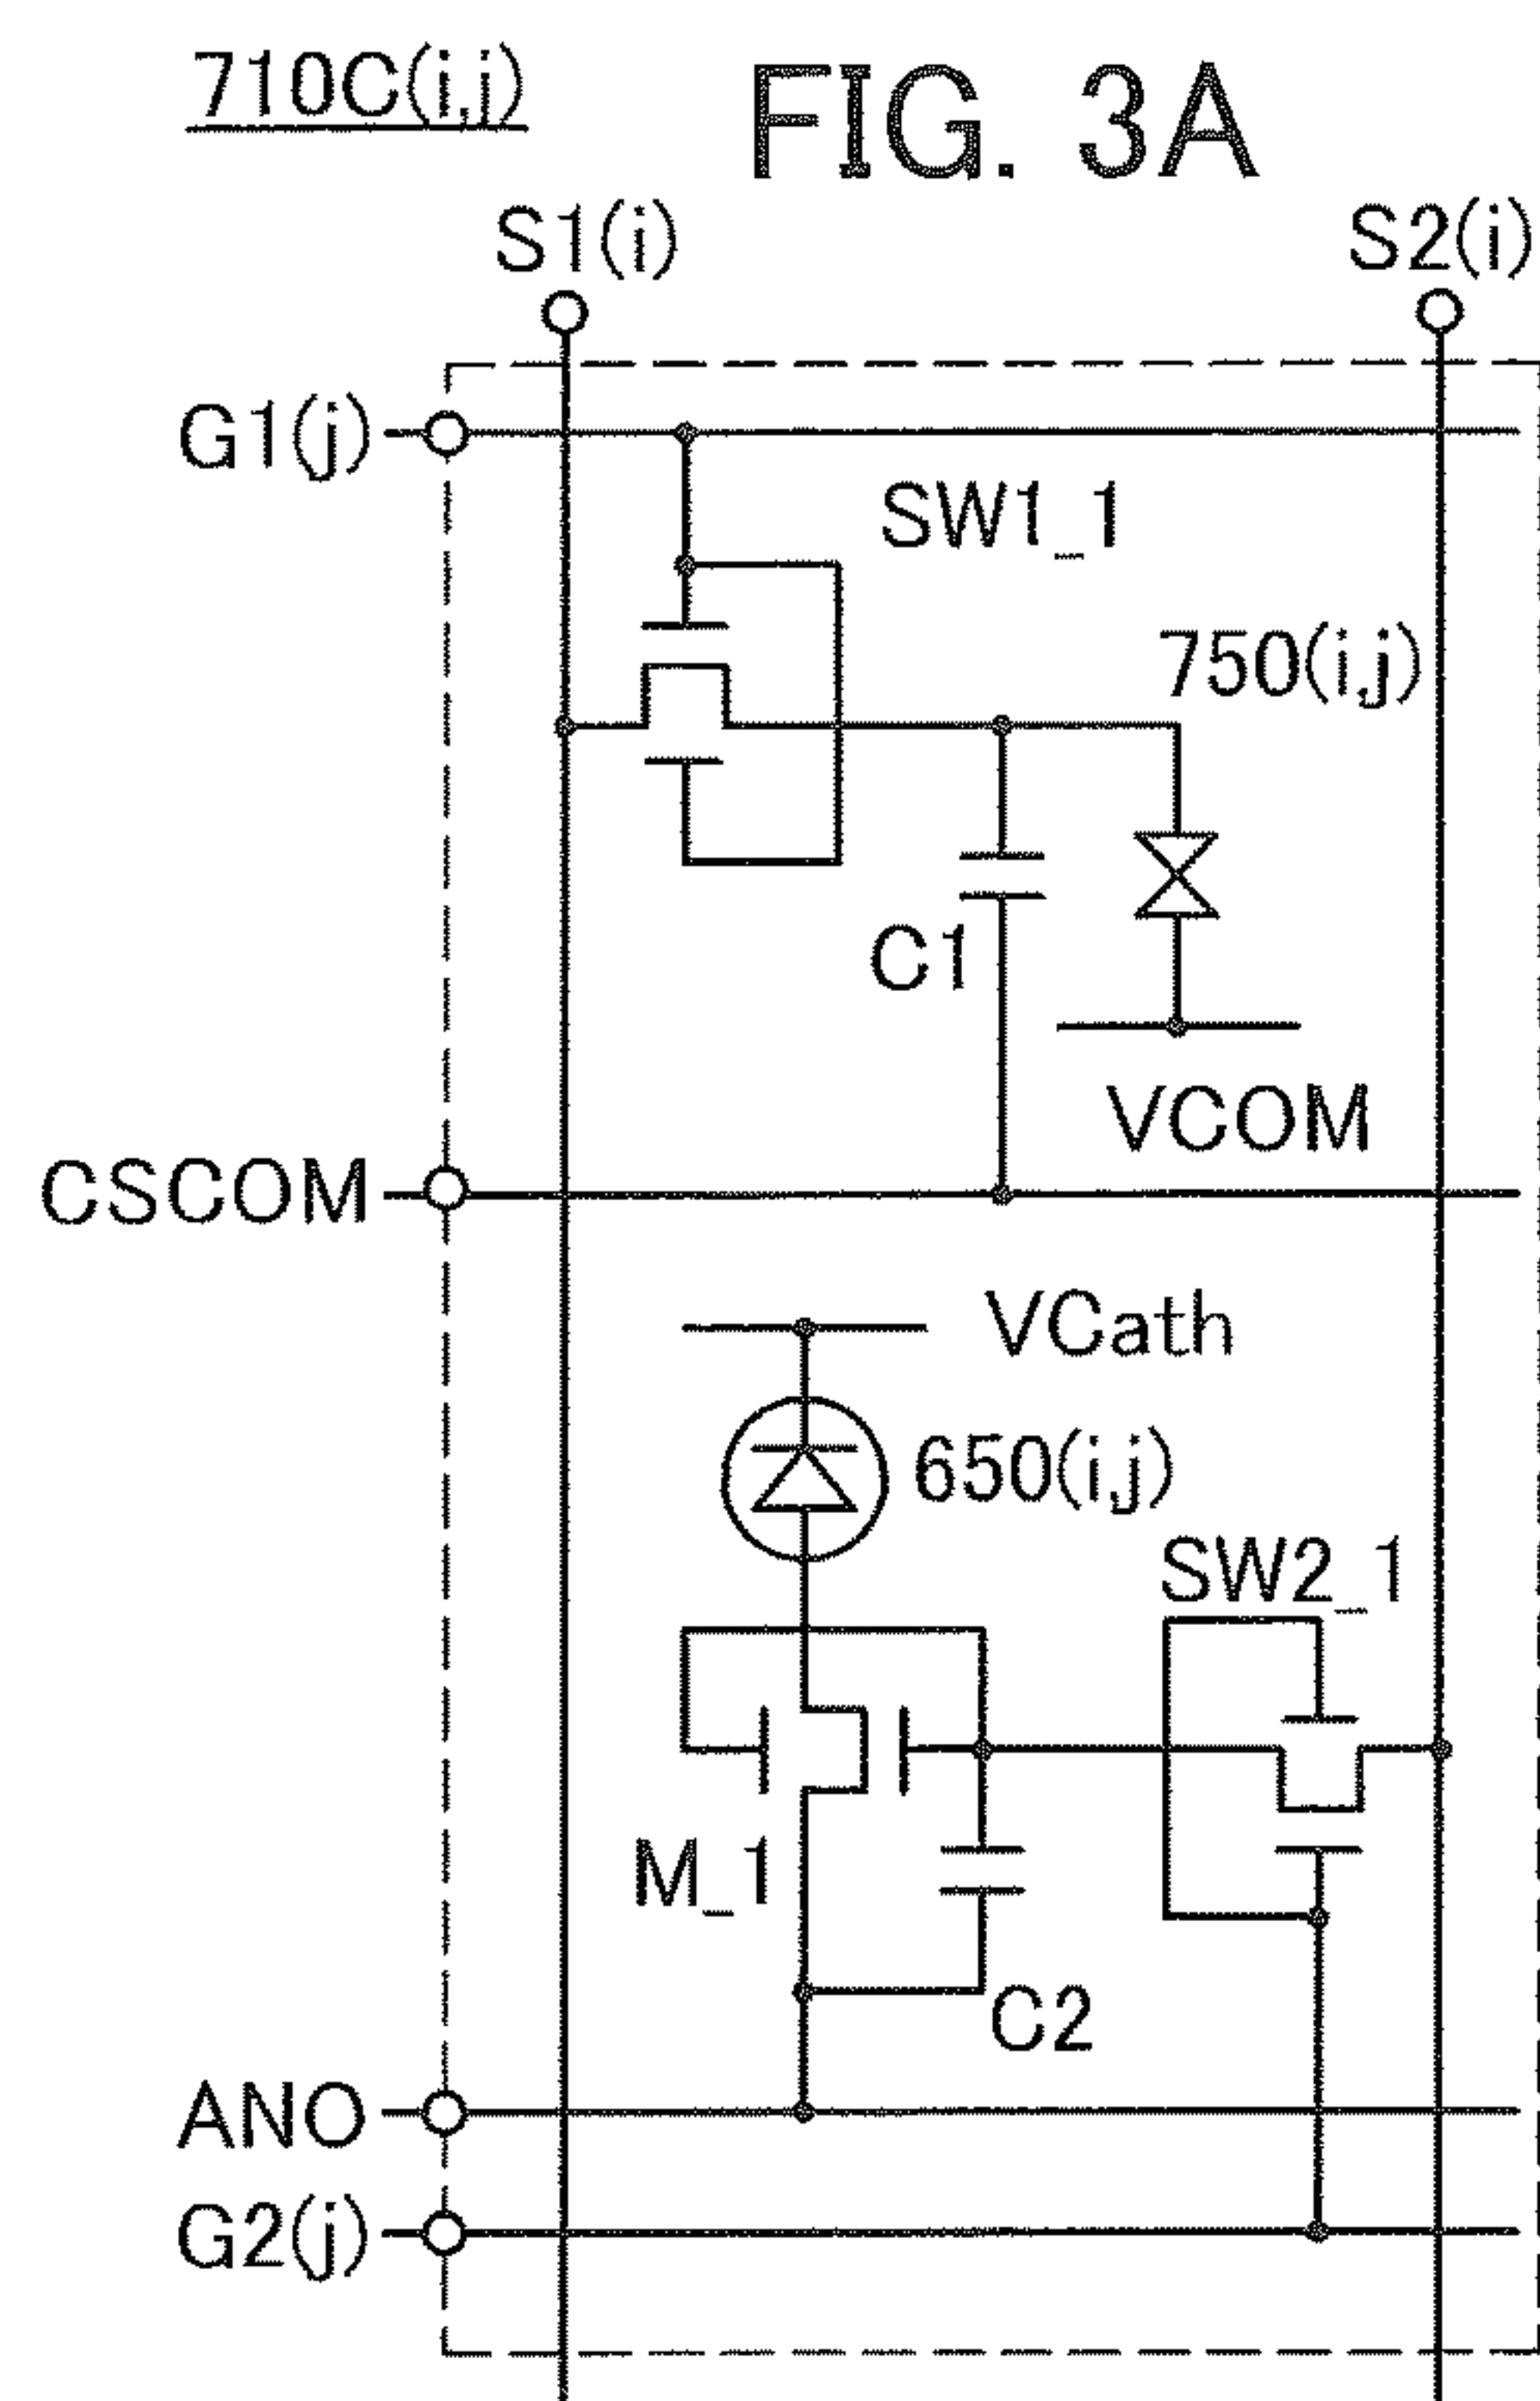 710C(i,j)
FIG. 3A
S1(i)
S2(i)
G1(j)
SW1_1
750(i,j)
C1
VCOM
CSCOM
VCath
650(i,j)
SW2_1
M_1
C2
ANO
G2(j)